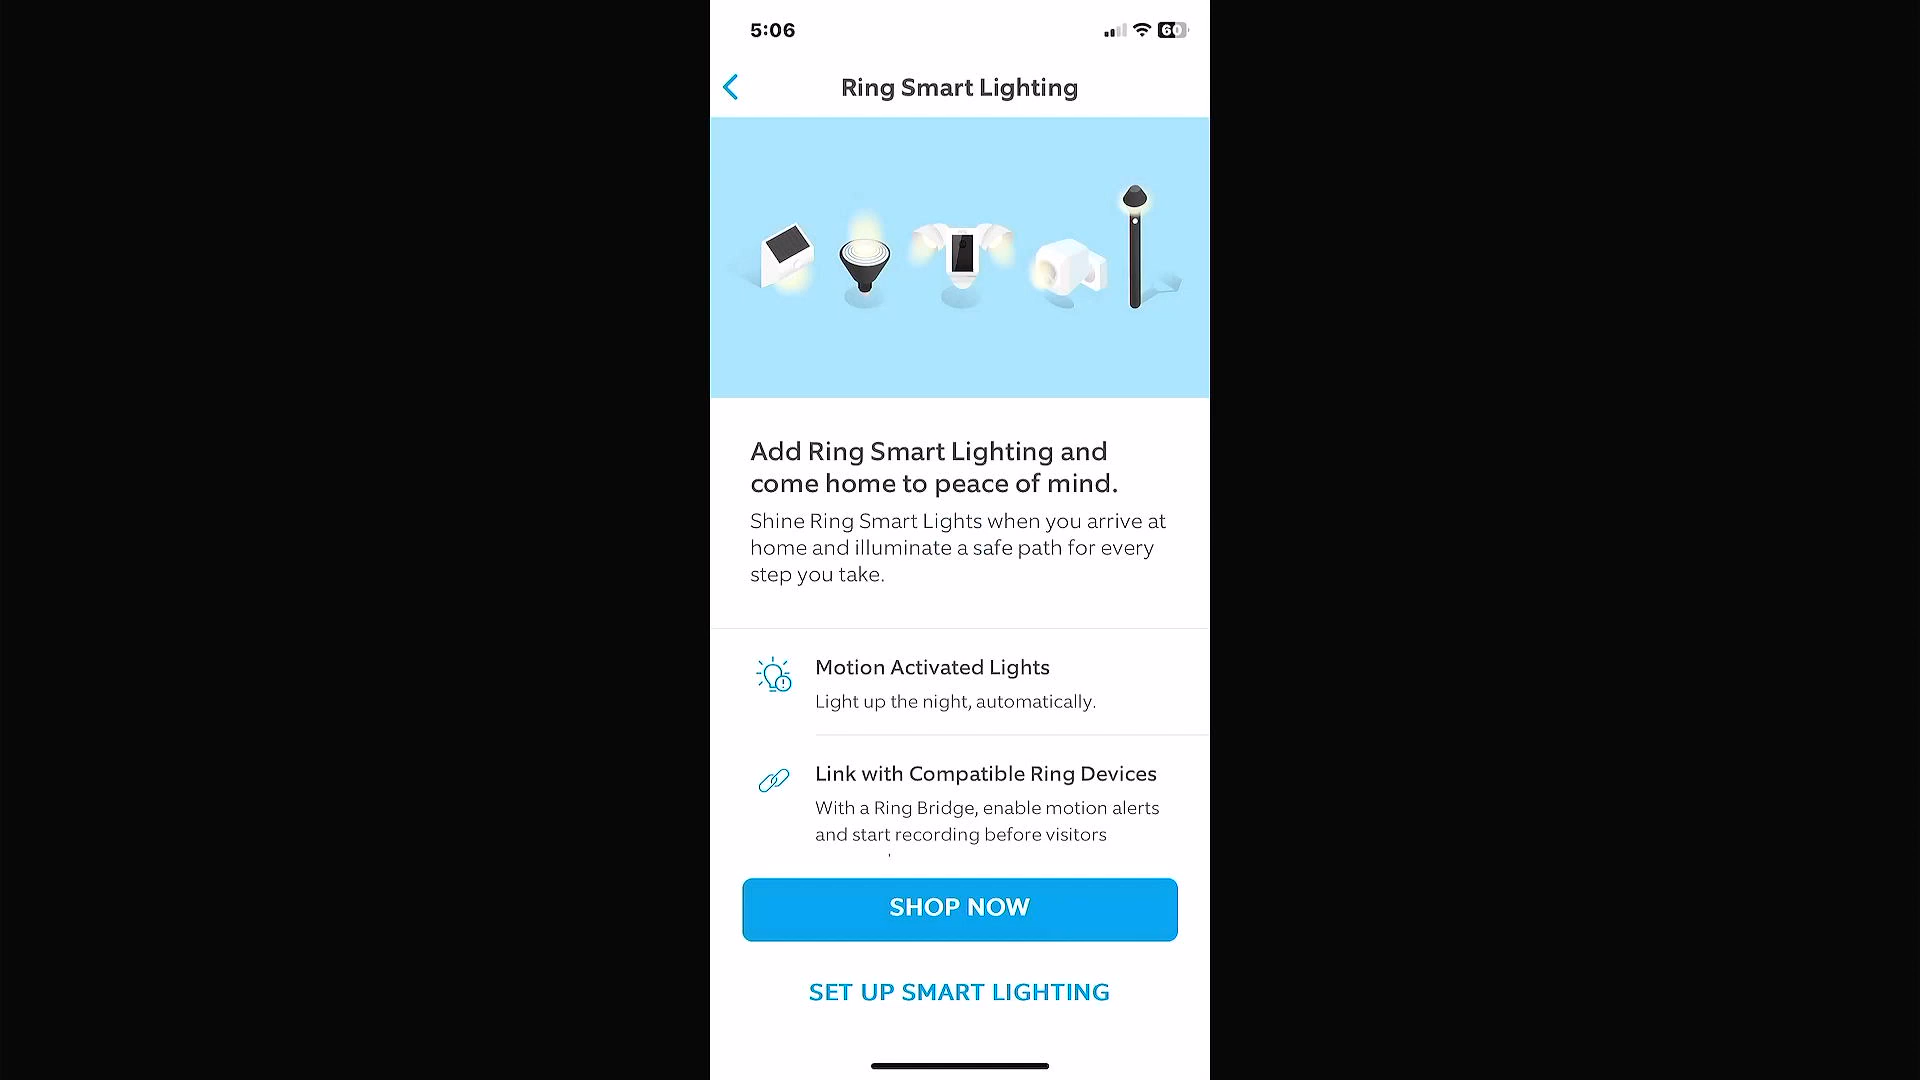 5:06
60
Ring Smart Lighting
Add Ring Smart Lighting and
come home to peace of mind.
Shine Ring Smart Lights when you arrive at
home and illuminate a safe path for every
step you take.
Motion Activated Lights
Light up the night, automatically.
Link with Compatible Ring Devices
With a Ring Bridge, enable motion alerts
and start recording before visitors
SHOP NOW
SET UP SMART LIGHTING